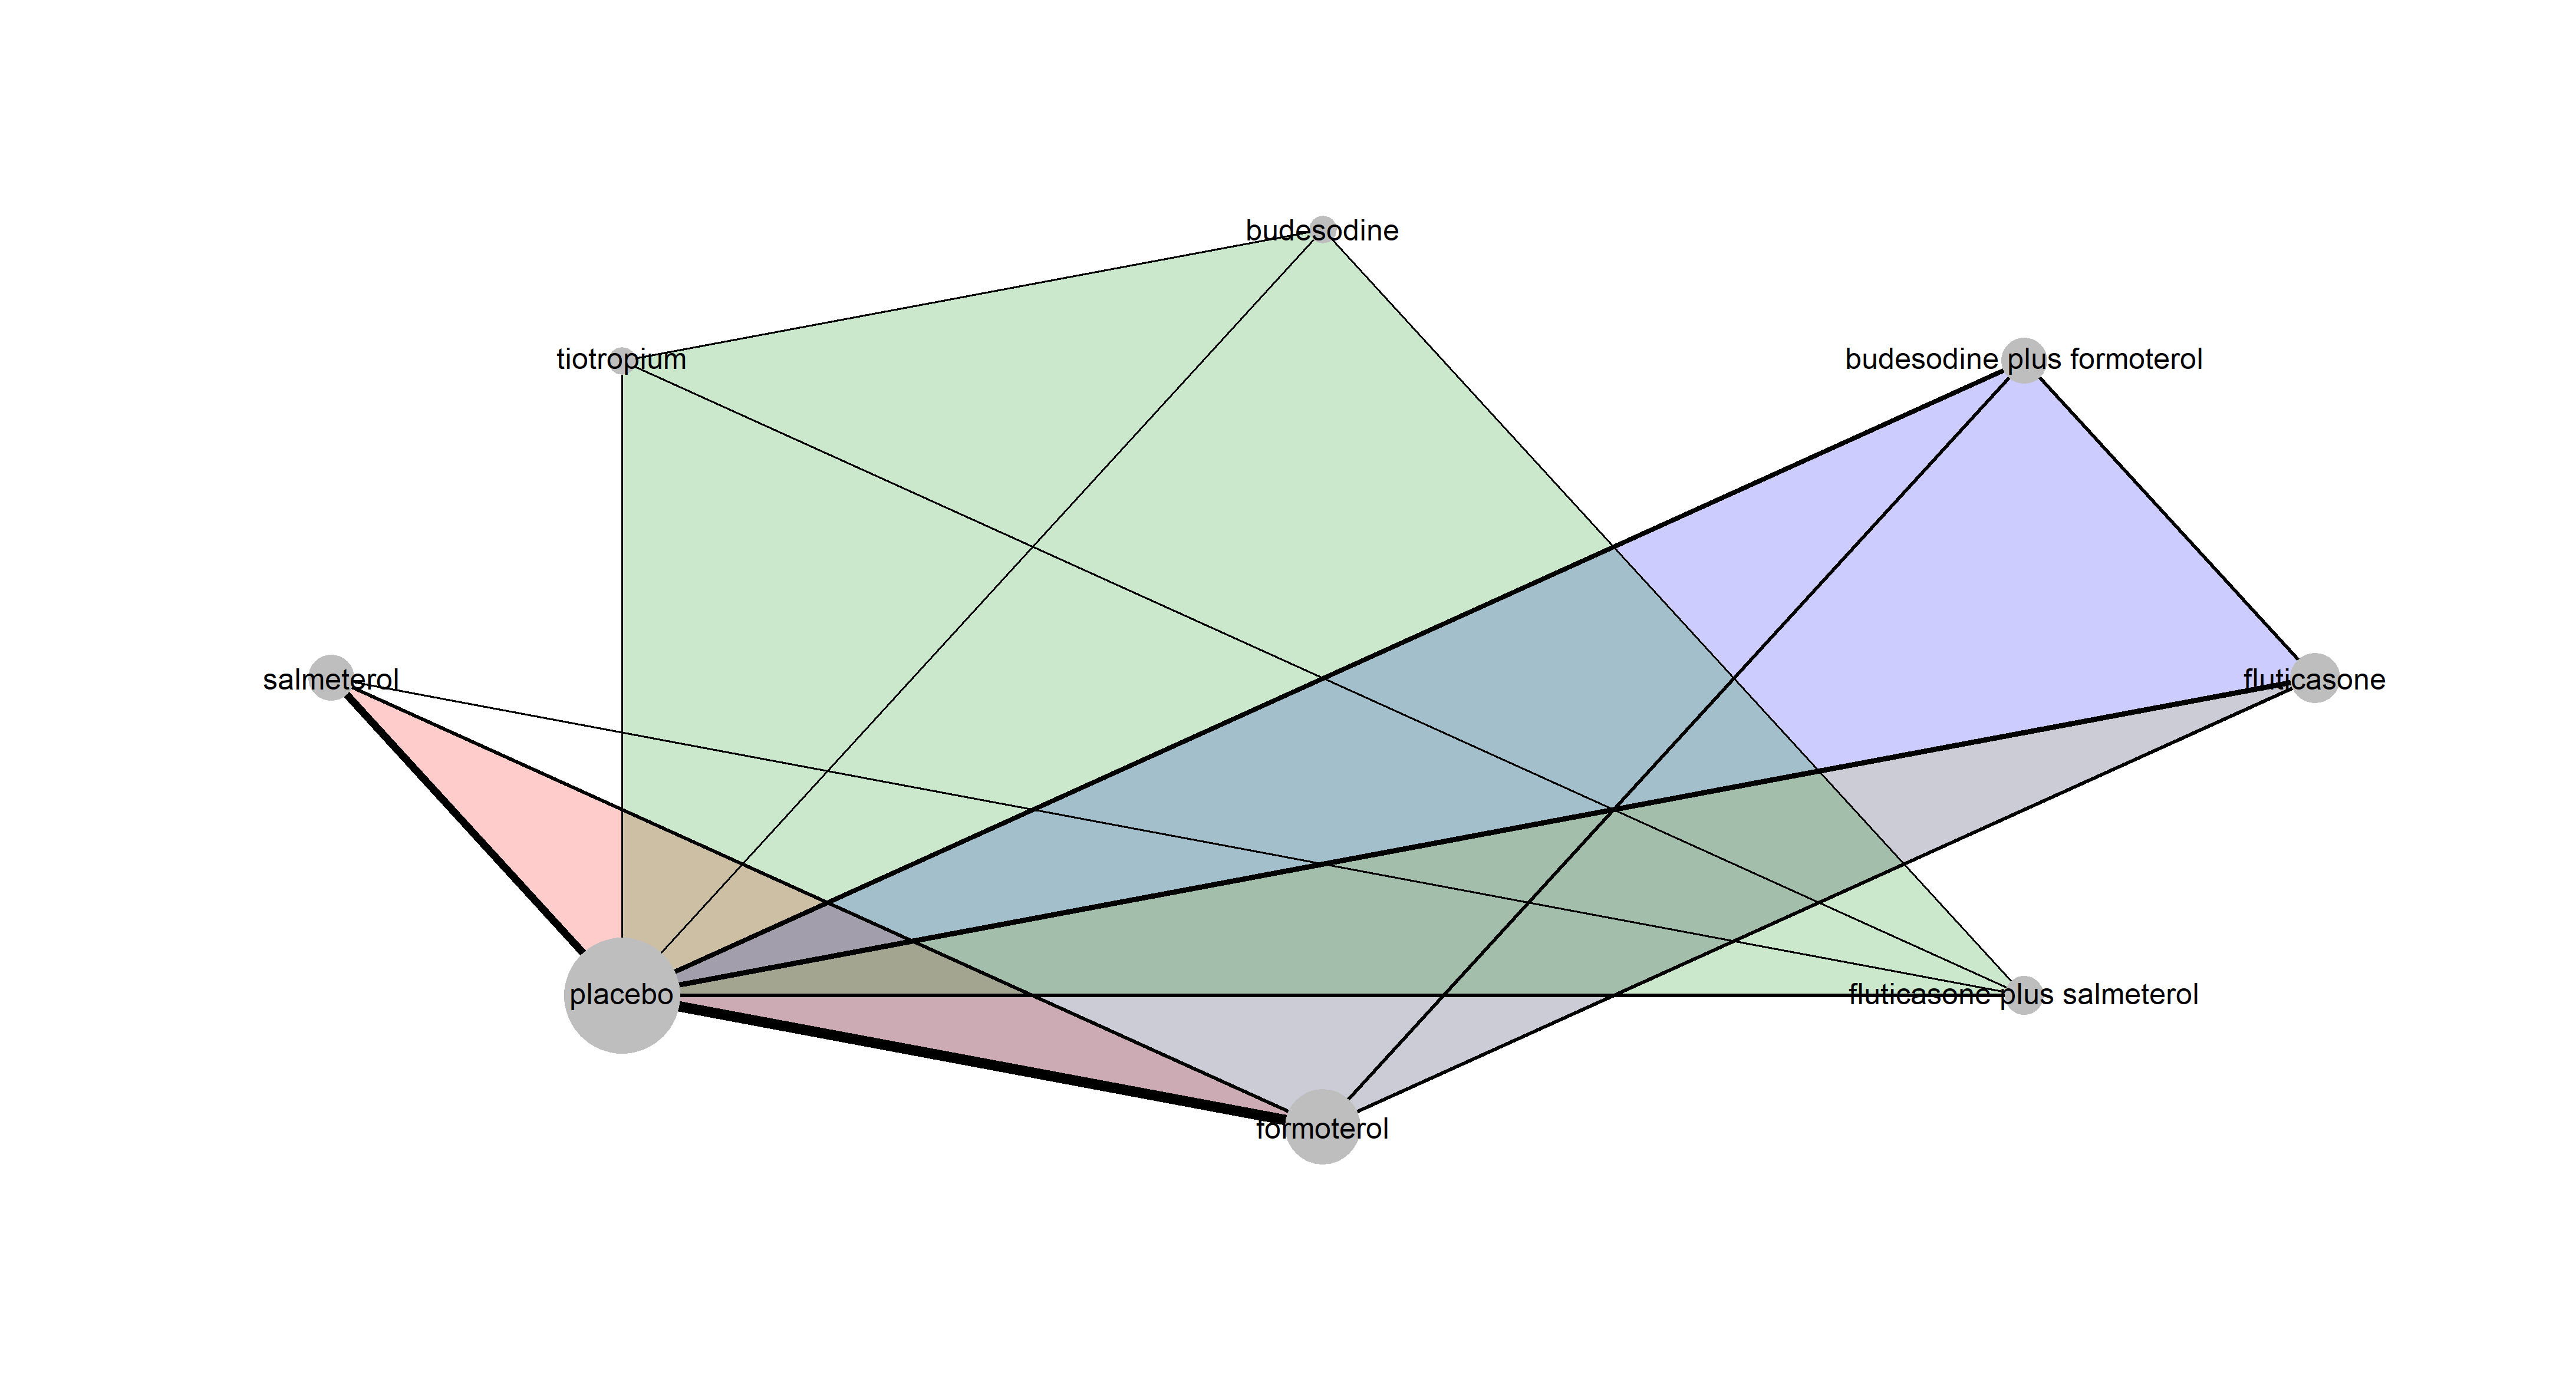 budesodine
tiotropium
budesodine plus formoterol
salmeterol
fluticasone
placebo
fluticasone plus salmeterol
formoterol